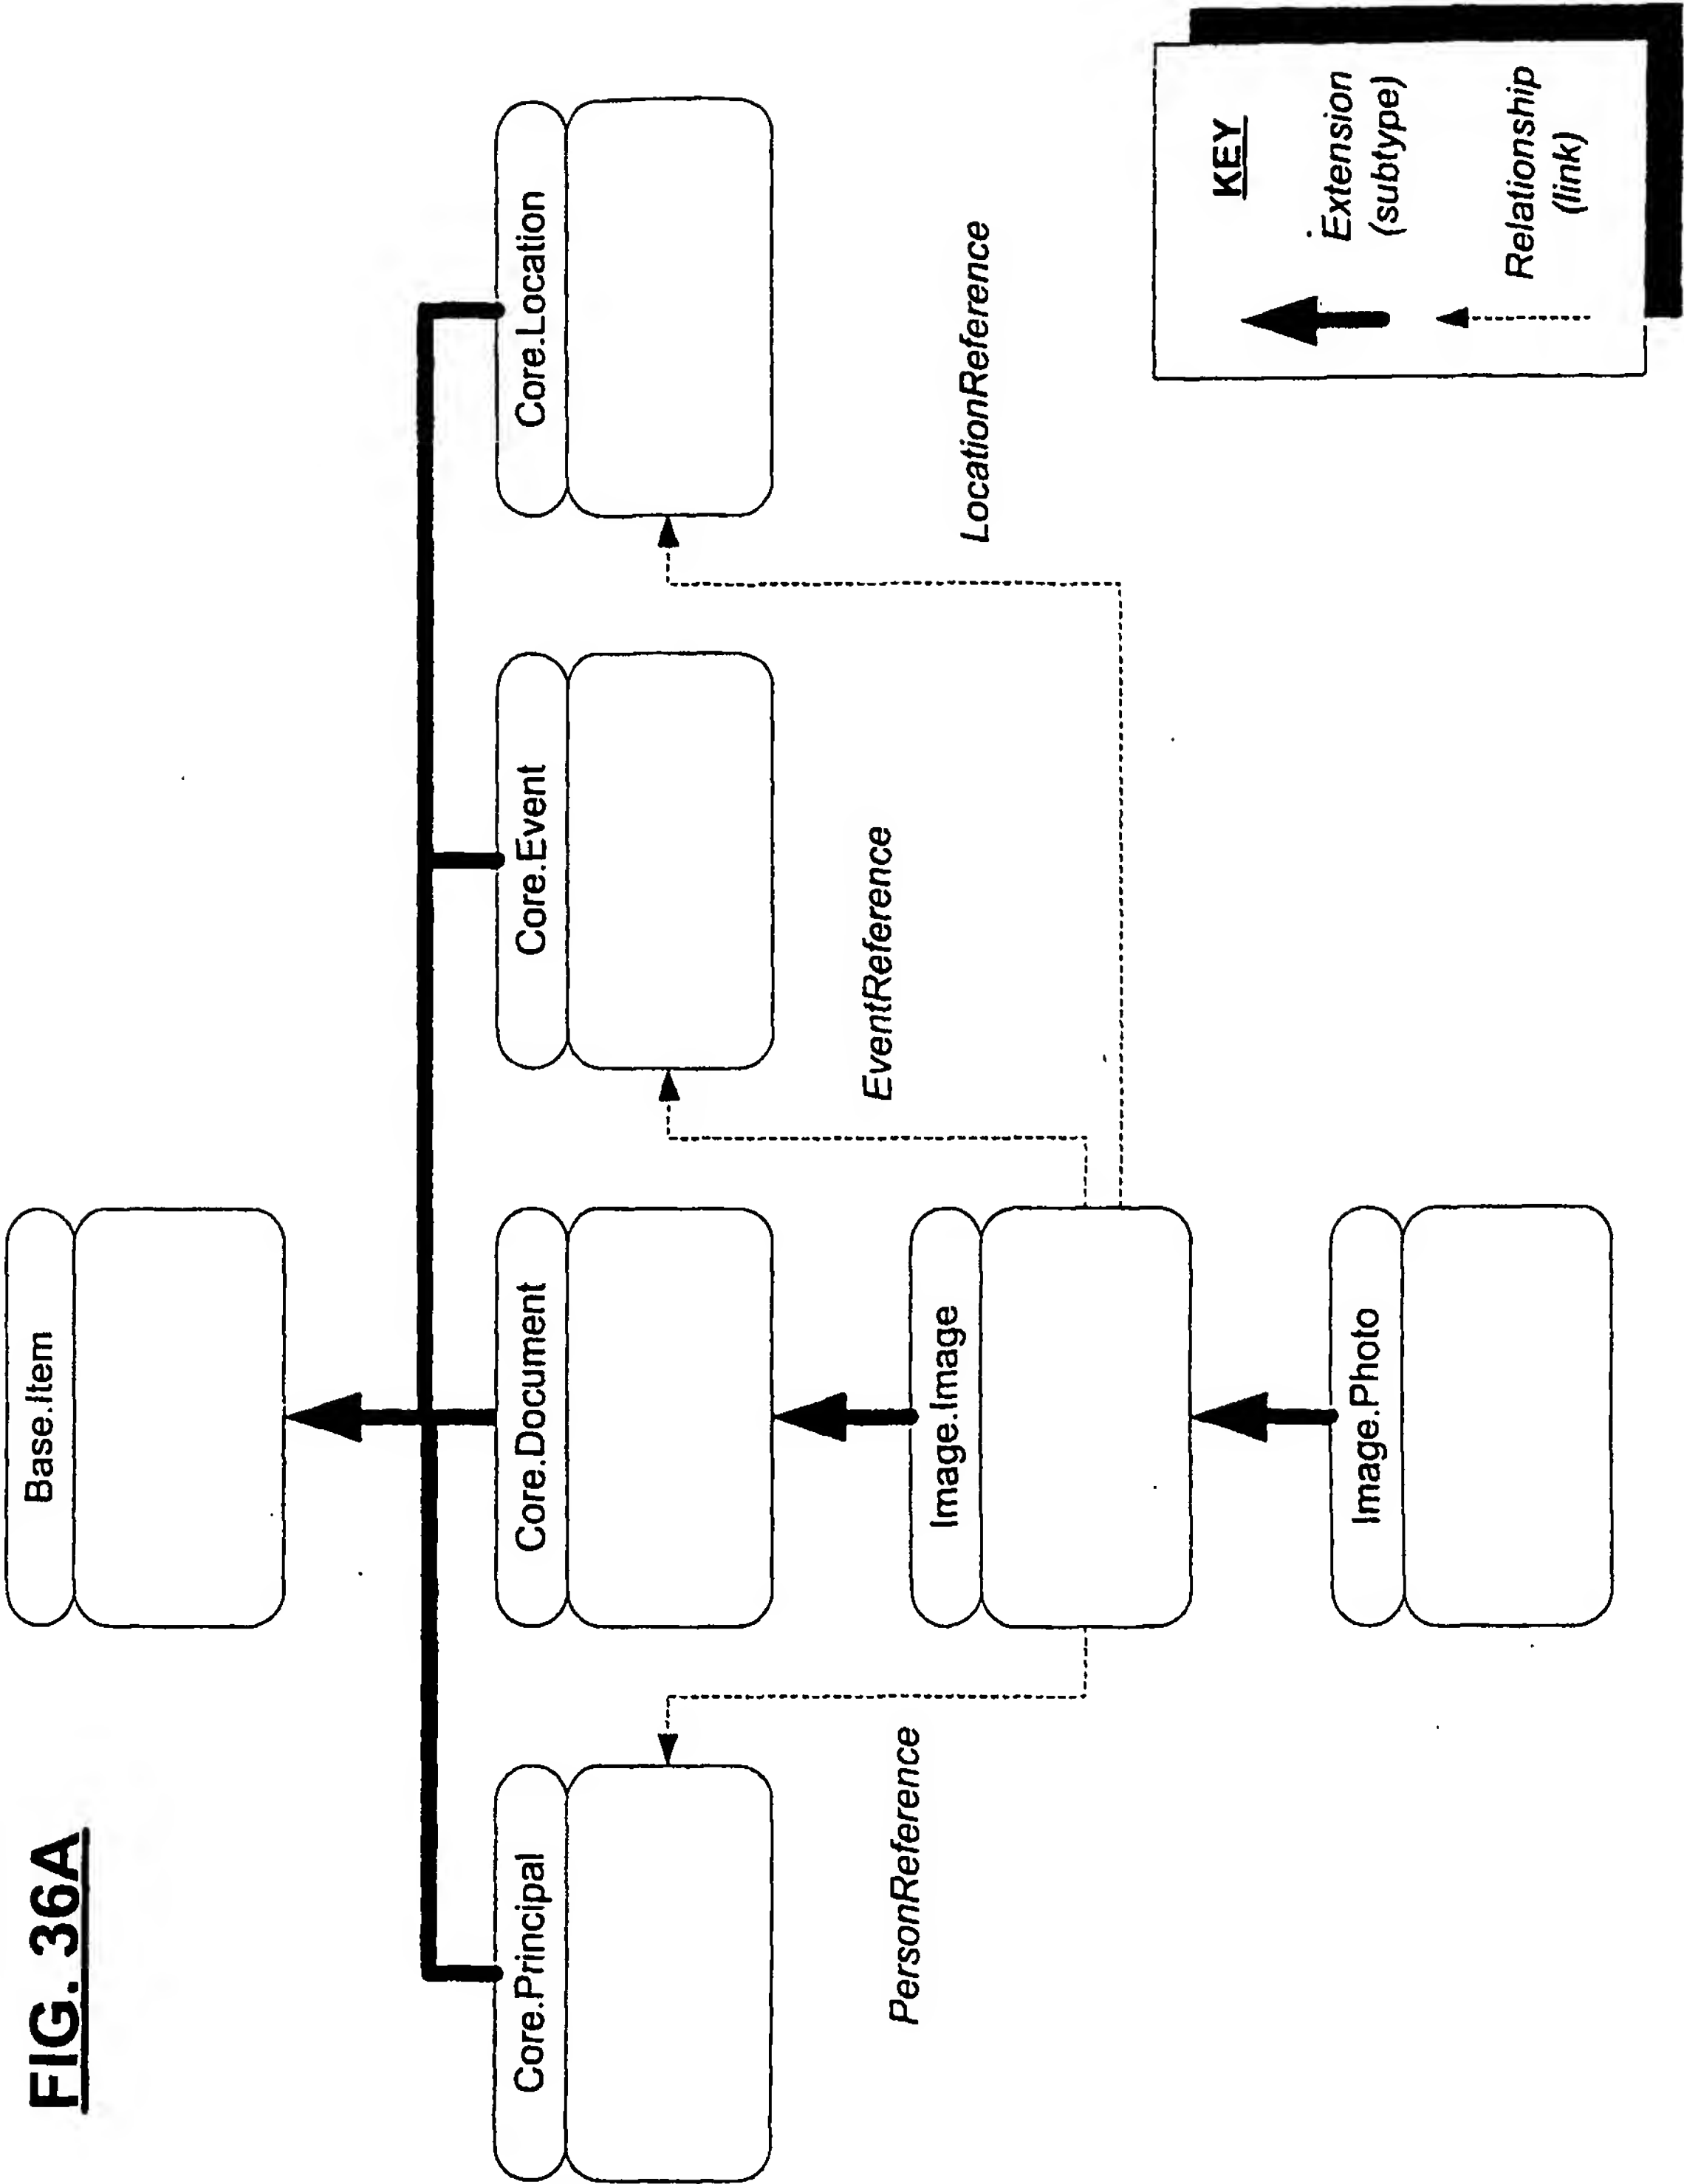 FIG. 36A
Base.Item
Core.Principal
Core.Document
Core.Event
Core.Location
PersonReference
EventReference
LocationReference
Image.Image
Image.Photo
KEY
Extension
(subtype)
Relationship
(link)